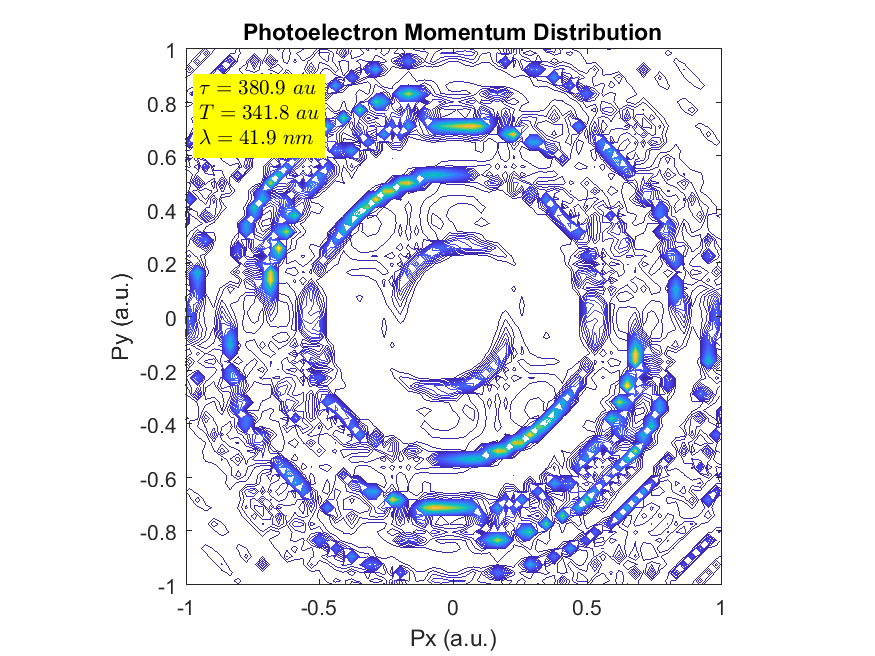 Photoelectron Momentum Distribution
τ = 380.9 au
T = 341.8 au
λ = 41.9 nm
1
0.8
0.6
0.4
0.2
0
-0.2
-0.4
-0.6
-0.8
-1
Py (a.u.)
-1 -0.5 0 0.5 1
Px (a.u.)